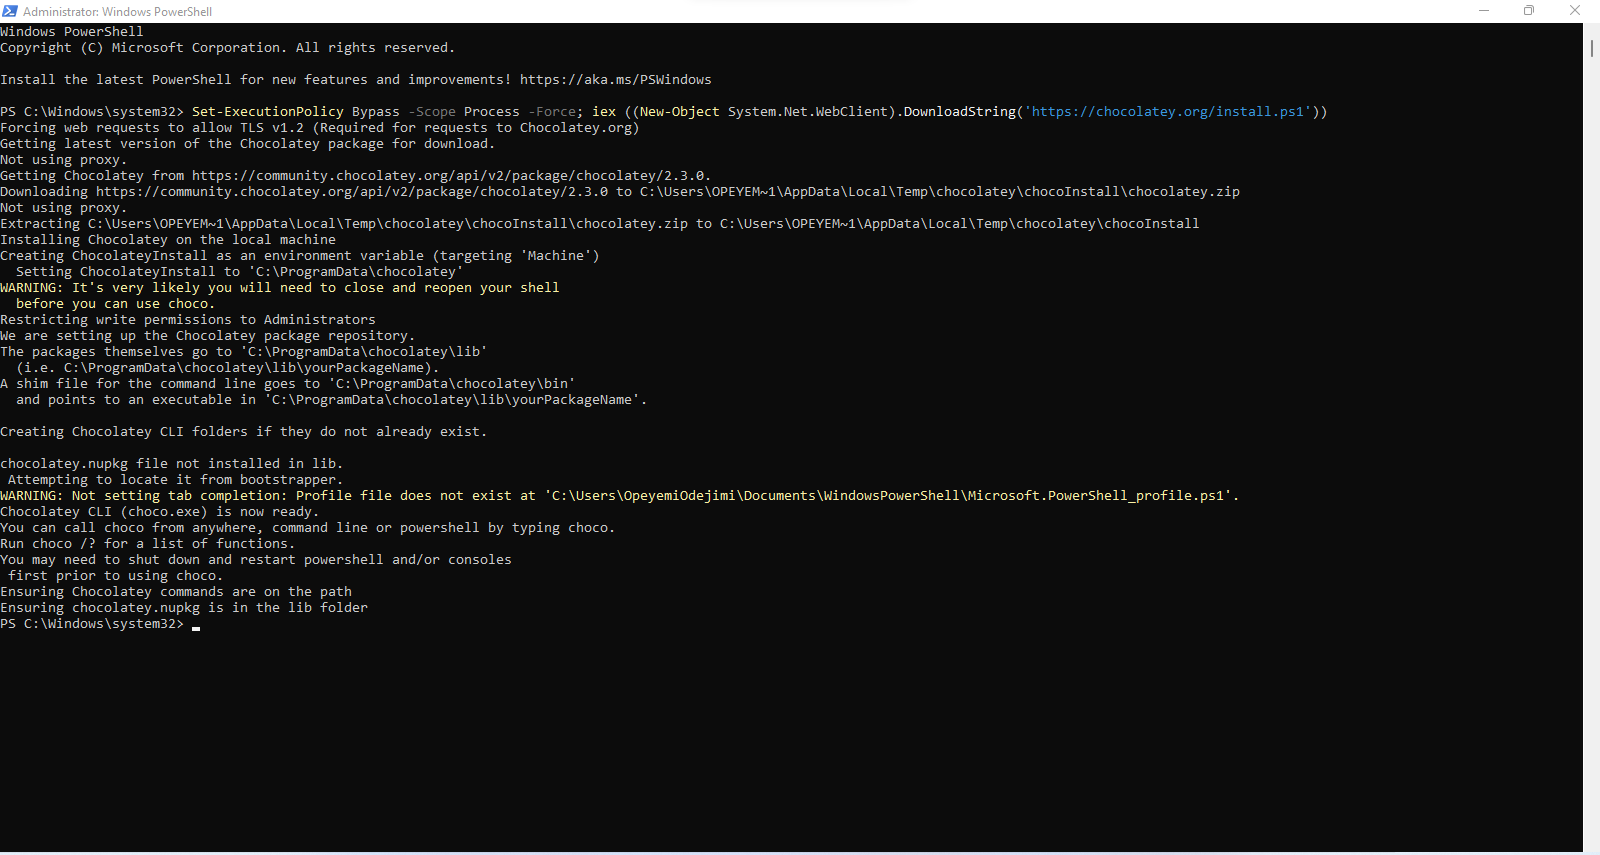 Administrator: Windows PowerShell
Windows PowerShell
Copyright (C) Microsoft Corporation. All rights reserved.
Install the latest PowerShell for new features and improvements! https://aka.ms/PSWindows
PS C:\Windows\system32> Set-ExecutionPolicy Bypass -Scope Process -Force; iex ((New-Object System.Net.WebClient).DownloadString('https://chocolatey.org/install.ps1'))
Forcing web requests to allow TLS v1.2 (Required for requests to Chocolatey.org)
Getting latest version of the Chocolatey package for download.
Not using proxy.
Getting Chocolatey from https://community.chocolatey.org/api/v2/package/chocolatey/2.3.0.
Downloading https://community.chocolatey.org/api/v2/package/chocolatey/2.3.0 to C:\Users\OPEYEM~1\AppData\Local\Temp\chocolatey\chocoInstall\chocolatey.zip
Not using proxy.
Extracting C:\Users\OPEYEM~1\AppData\Local\Temp\chocolatey\chocoInstall\chocolatey.zip to C:\Users\OPEYEM~1\AppData\Local\Temp\chocolatey\chocoInstall
Installing Chocolatey on the local machine
Creating ChocolateyInstall as an environment variable (targeting 'Machine')
  Setting ChocolateyInstall to 'C:\ProgramData\chocolatey'
WARNING: It's very likely you will need to close and reopen your shell
  before you can use choco.
Restricting write permissions to Administrators
We are setting up the Chocolatey package repository.
The packages themselves go to 'C:\ProgramData\chocolatey\lib'
  (i.e. C:\ProgramData\chocolatey\lib\yourPackageName).
A shim file for the command line goes to 'C:\ProgramData\chocolatey\bin'
  and points to an executable in 'C:\ProgramData\chocolatey\lib\yourPackageName'.
Creating Chocolatey CLI folders if they do not already exist.
chocolatey.nupkg file not installed in lib.
 Attempting to locate it from bootstrapper.
WARNING: Not setting tab completion: Profile file does not exist at 'C:\Users\OpeyemiOdejimi\Documents\WindowsPowerShell\Microsoft.PowerShell_profile.ps1'.
Chocolatey CLI (choco.exe) is now ready.
You can call choco from anywhere, command line or powershell by typing choco.
Run choco /? for a list of functions.
You may need to shut down and restart powershell and/or consoles
 first prior to using choco.
Ensuring Chocolatey commands are on the path
Ensuring chocolatey.nupkg is in the lib folder
PS C:\Windows\system32>